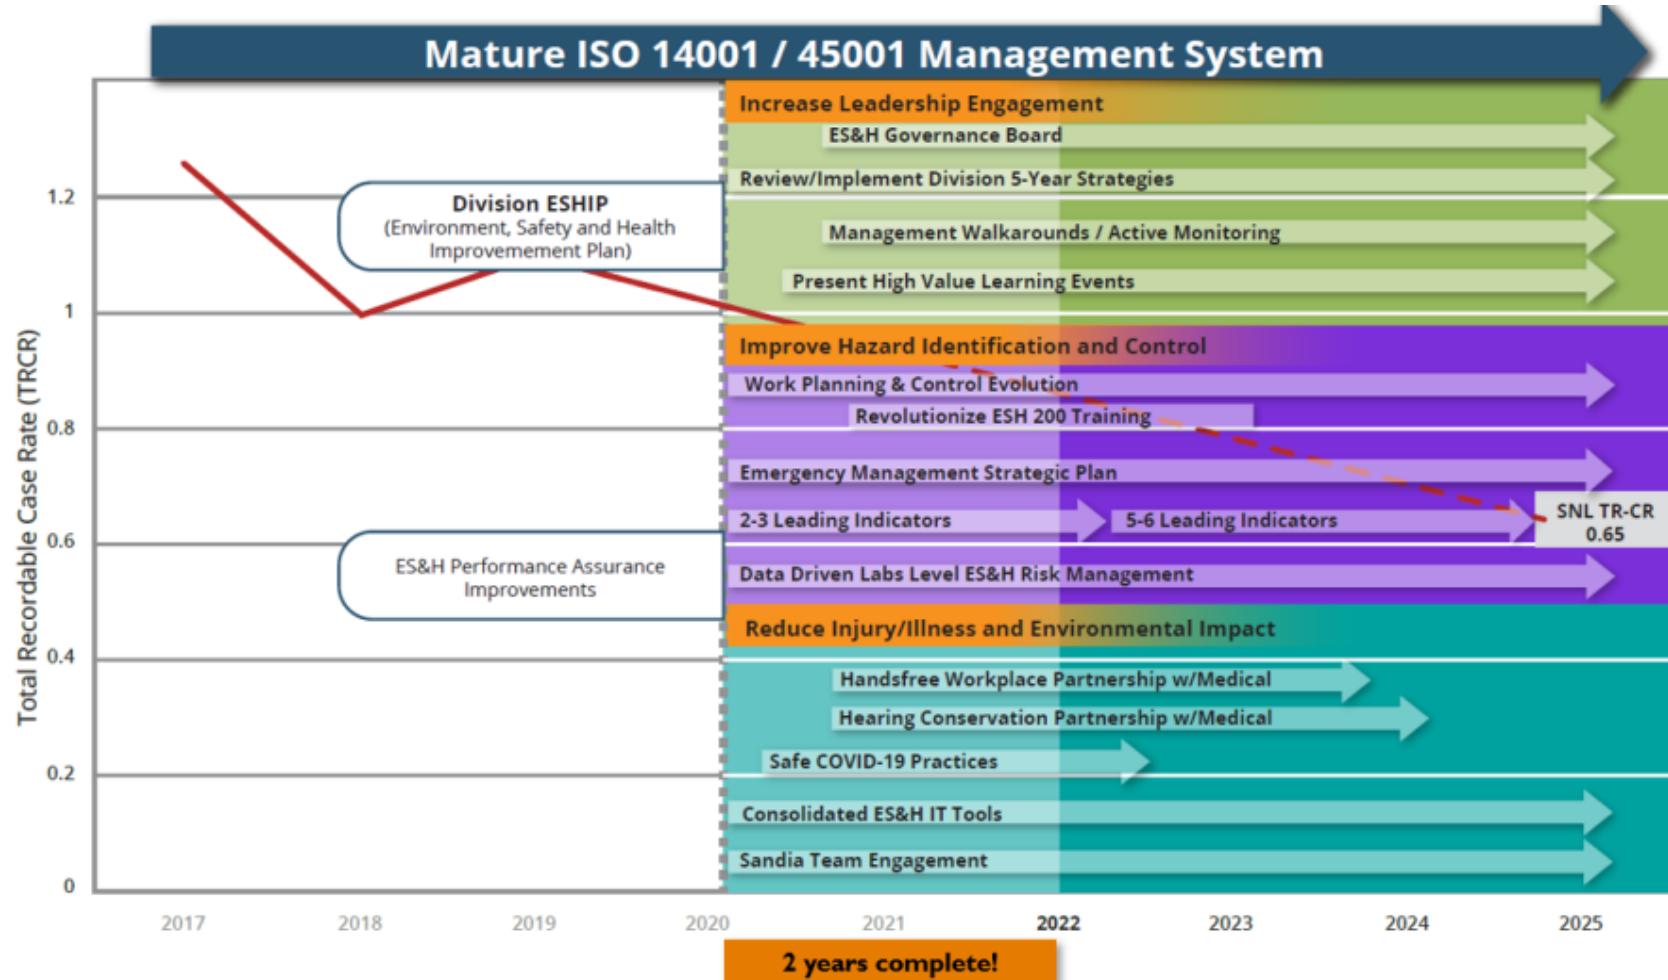 Mature ISO 14001 / 45001 Management System
Increase Leadership Engagement
ES&H Governance Board
Review/Implement Division 5-Year Strategies
Management Walkarounds / Active Monitoring
Present High Value Learning Events
Division ESHIP
(Environment, Safety and Health
Improvemement Plan)
Improve Hazard Identification and Control
Work Planning & Control Evolution
Revolutionize ESH 200 Training
Emergency Management Strategic Plan
2-3 Leading Indicators
5-6 Leading Indicators
SNL TR-CR
0.65
Data Driven Labs Level ES&H Risk Management
ES&H Performance Assurance
Improvements
Reduce Injury/Illness and Environmental Impact
Handsfree Workplace Partnership w/Medical
Hearing Conservation Partnership w/Medical
Safe COVID-19 Practices
Consolidated ES&H IT Tools
Sandia Team Engagement
Total Recordable Case Rate (TRCR)
1.2
1
0.8
0.6
0.4
0.2
0
2017
2018
2019
2020
2021
2022
2023
2024
2025
2 years complete!